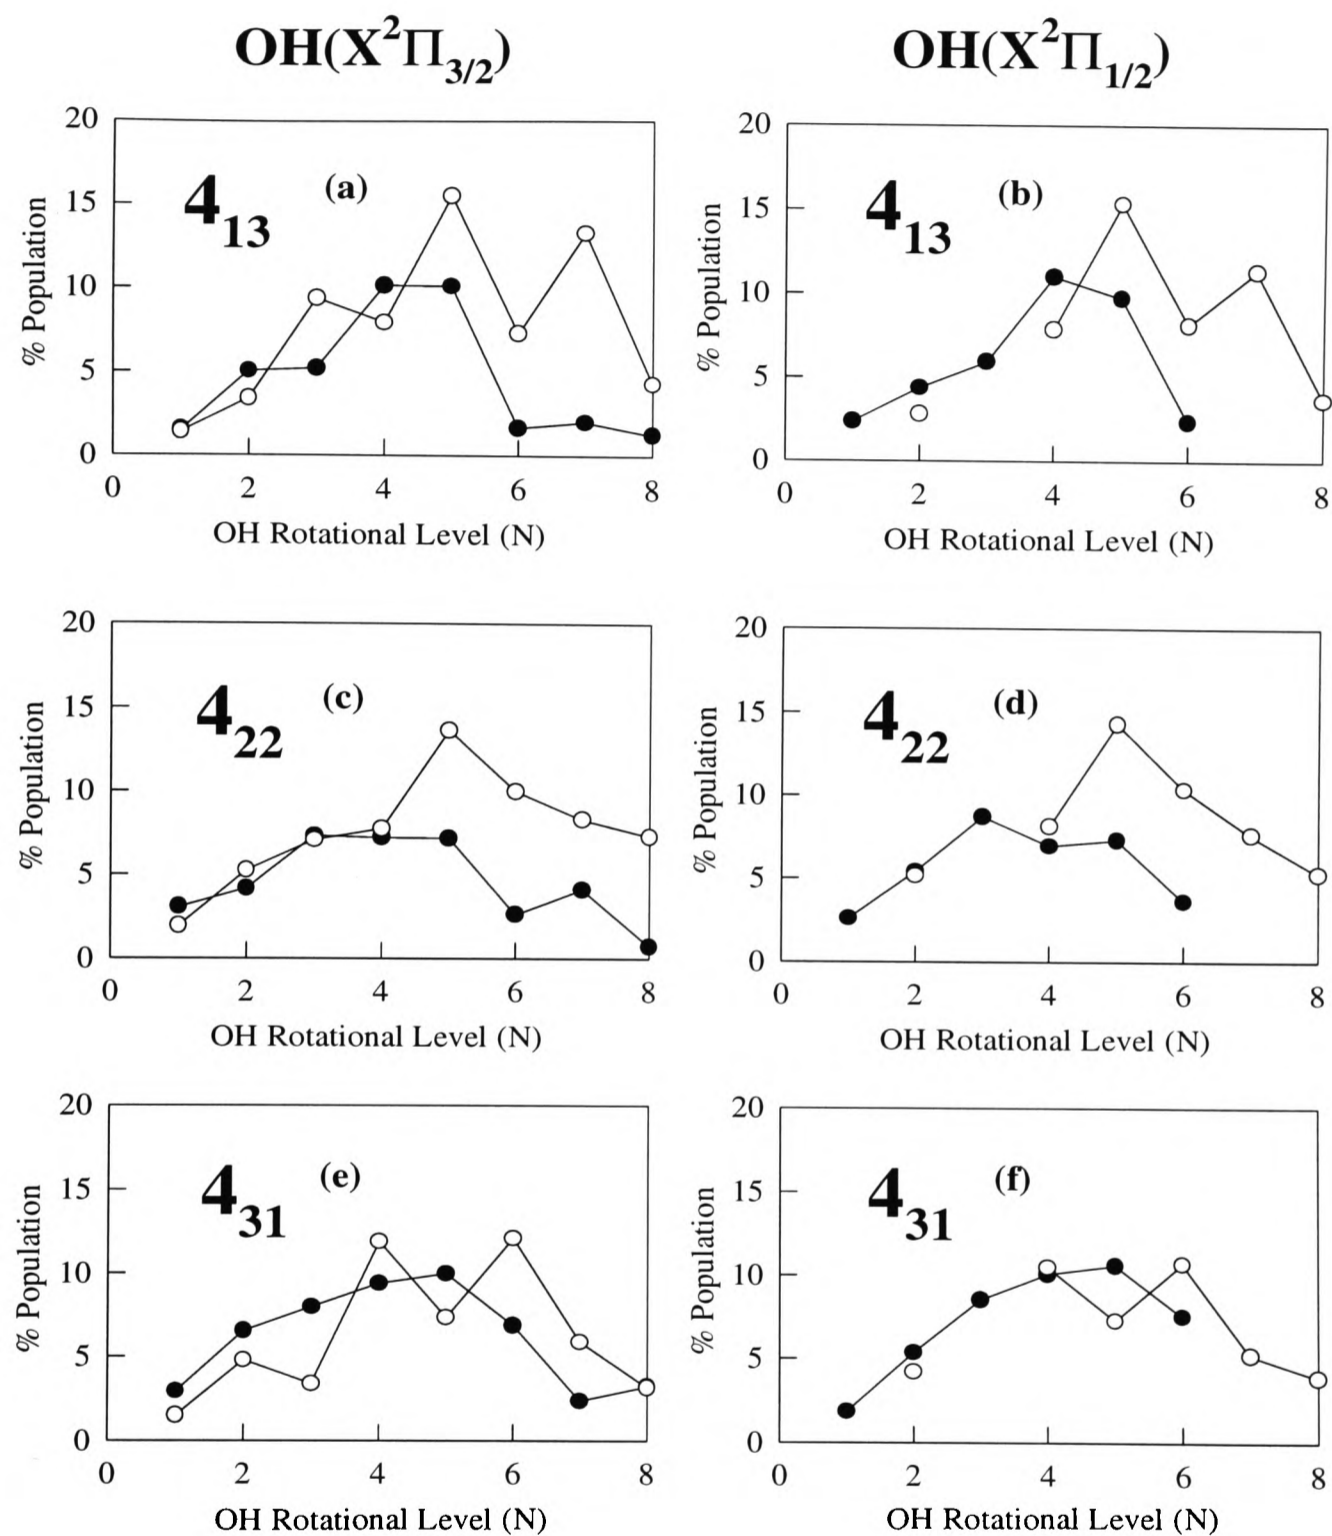 OH(X²Π₃/₂)
OH(X²Π₁/₂)
20
15
10
5
0
% Population
4₁₃
(a)
0 2 4 6 8
OH Rotational Level (N)
20
15
10
5
0
% Population
4₁₃
(b)
0 2 4 6 8
OH Rotational Level (N)
20
15
10
5
0
% Population
4₂₂
(c)
0 2 4 6 8
OH Rotational Level (N)
20
15
10
5
0
% Population
4₂₂
(d)
0 2 4 6 8
OH Rotational Level (N)
20
15
10
5
0
% Population
4₃₁
(e)
0 2 4 6 8
OH Rotational Level (N)
20
15
10
5
0
% Population
4₃₁
(f)
0 2 4 6 8
OH Rotational Level (N)